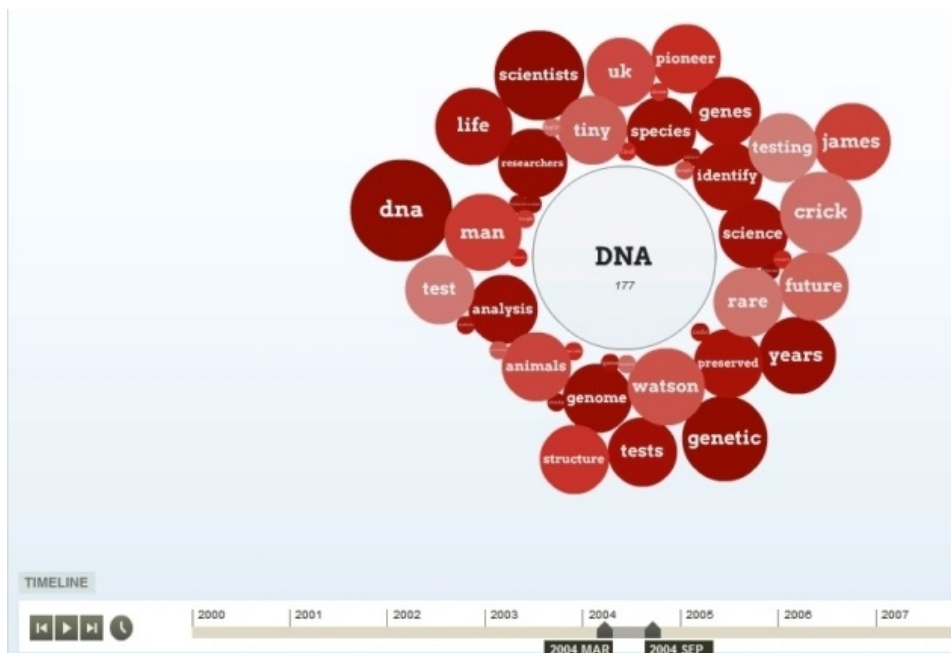 scientists
uk
pioneer
life
tiny
species
genes
testing
james
researchers
identify
dna
man
science
crick
DNA
177
test
analysis
rare
future
animals
preserved
years
genome
watson
structure
tests
genetic
TIMELINE
2000
2001
2002
2003
2004
2005
2006
2007
2004 MAR
2004 SEP